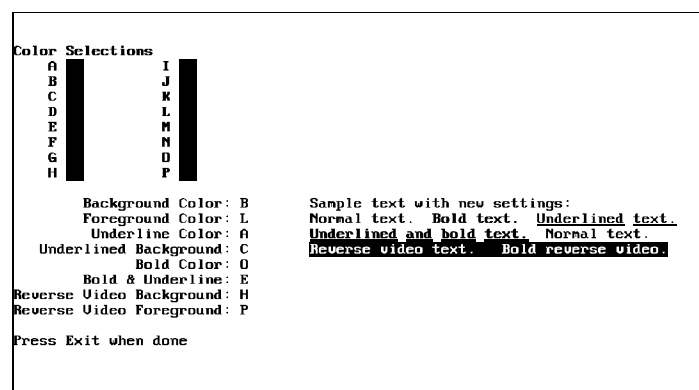 Color Selections
A I
B J
C K
D L
E M
F N
G O
H P
Background Color: B
Foreground Color: L
Underline Color: A
Underlined Background: C
Bold Color: O
Bold & Underline: E
Reverse Video Background: H
Reverse Video Foreground: P
Sample text with new settings:
Normal text. Bold text. Underlined text.
Underlined and bold text. Normal text.
Reverse video text. Bold reverse video.
Press Exit when done